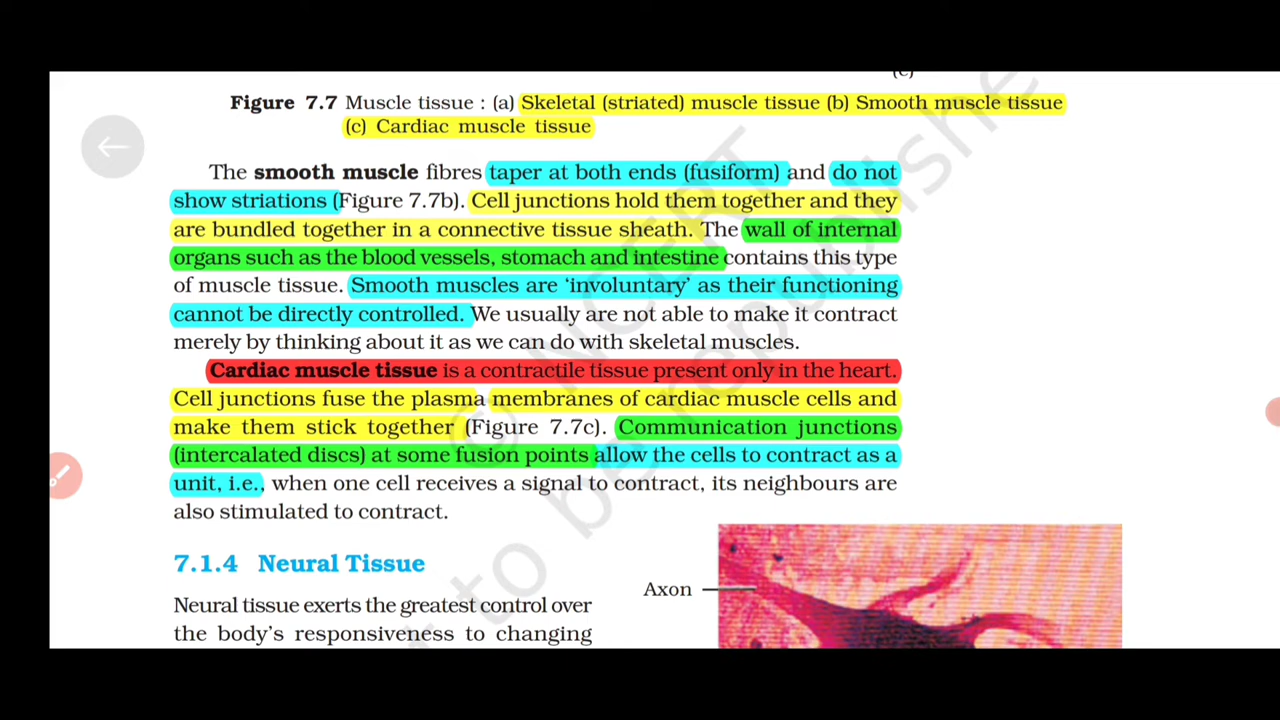 (c)
Figure 7.7 Muscle tissue : (a) Skeletal (striated) muscle tissue (b) Smooth muscle tissue
(c) Cardiac muscle tissue
The smooth muscle fibres taper at both ends (fusiform) and do not
show striations (Figure 7.7b). Cell junctions hold them together and they
are bundled together in a connective tissue sheath. The wall of internal
organs such as the blood vessels, stomach and intestine contains this type
of muscle tissue. Smooth muscles are ‘involuntary’ as their functioning
cannot be directly controlled. We usually are not able to make it contract
merely by thinking about it as we can do with skeletal muscles.
Cardiac muscle tissue is a contractile tissue present only in the heart.
Cell junctions fuse the plasma membranes of cardiac muscle cells and
make them stick together (Figure 7.7c). Communication junctions
(intercalated discs) at some fusion points allow the cells to contract as a
unit, i.e., when one cell receives a signal to contract, its neighbours are
also stimulated to contract.
7.1.4 Neural Tissue
Neural tissue exerts the greatest control over
the body’s responsiveness to changing
Axon
© NCERT
to be republishe